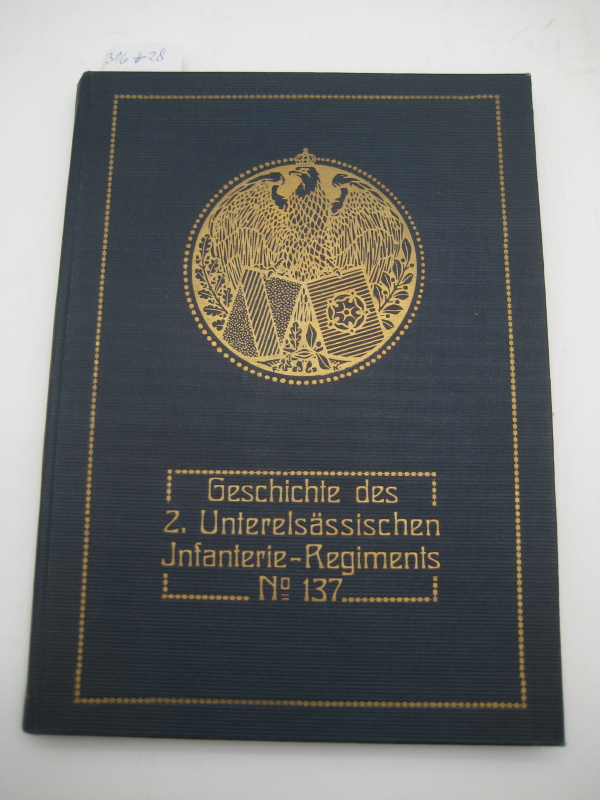 Geschichte des
2. Unterelsässischen
Jnfanterie-Regiments
Nº 137